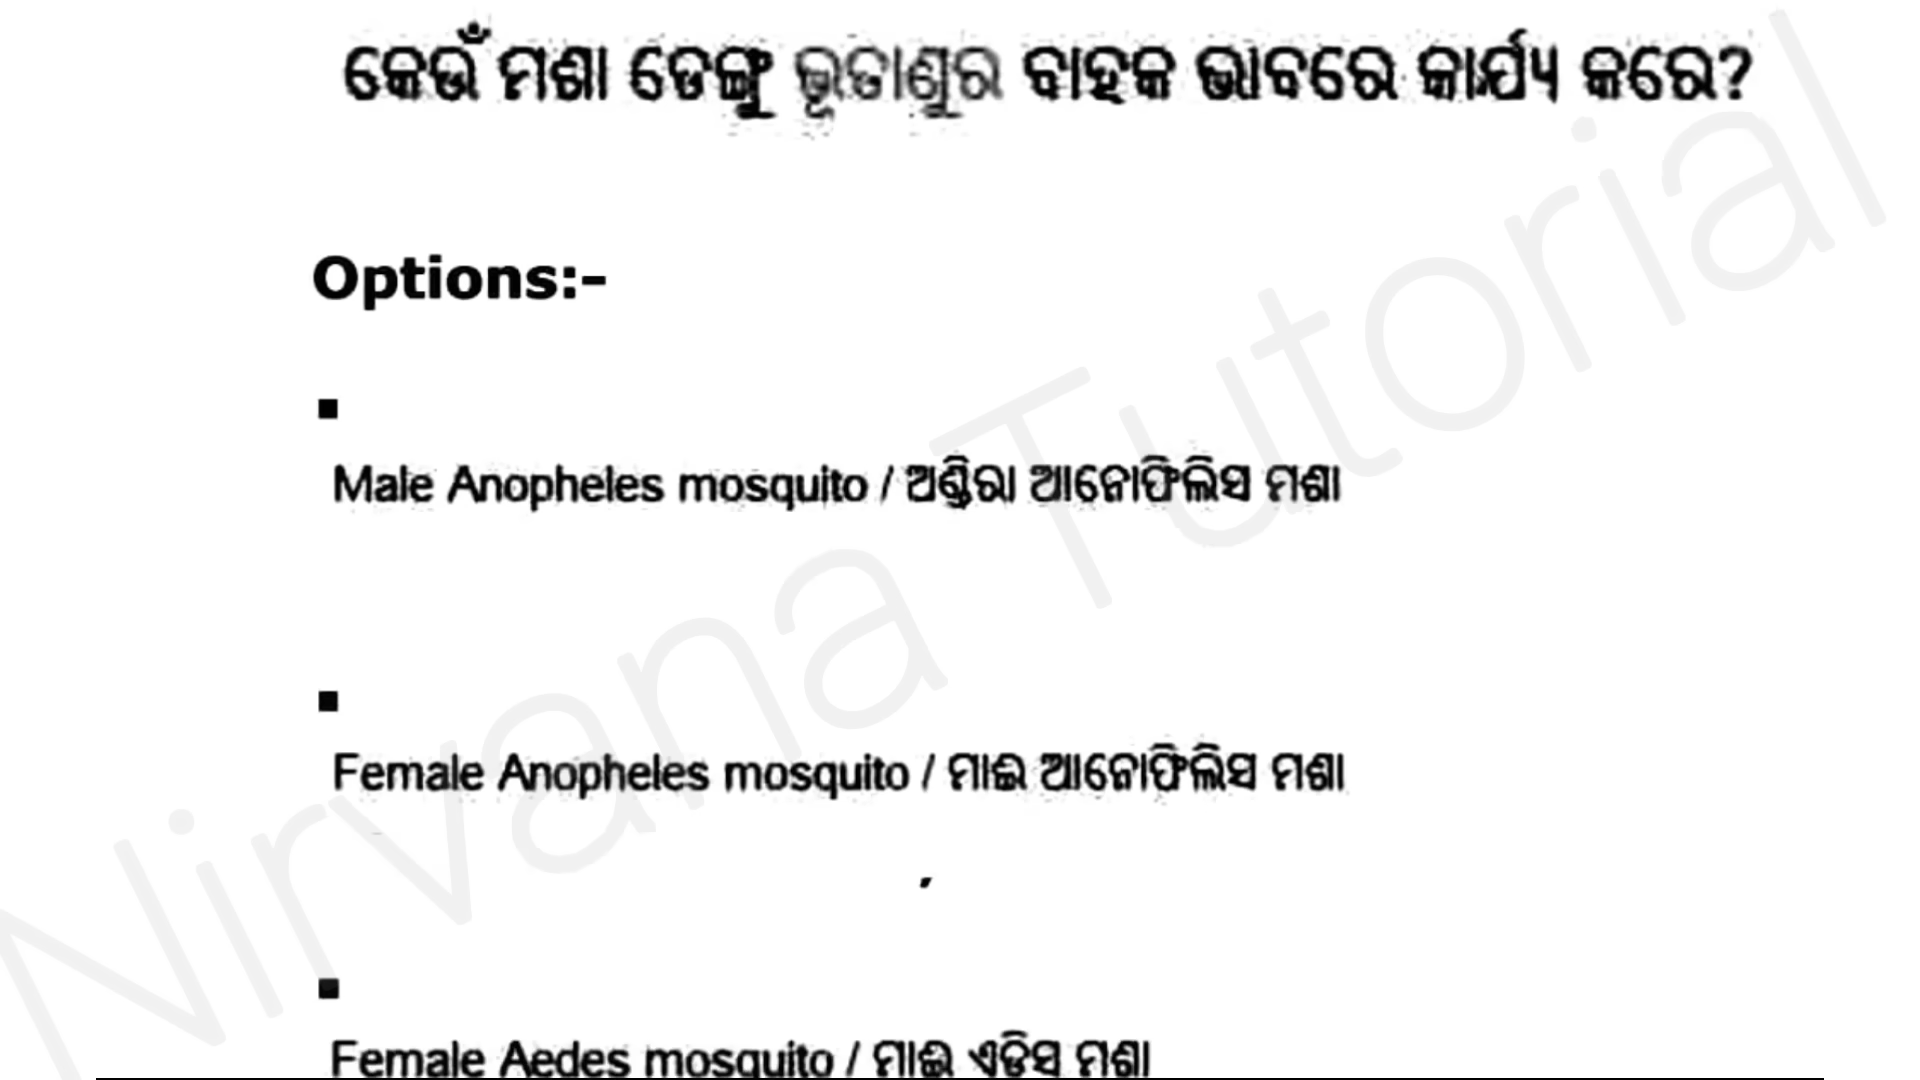 କେଉଁ ମଶା ଡେଙ୍ଗୁ ଭୂତାଣୁର ବାହକ ଭାବରେ କାର୍ଯ୍ୟ କରେ?
Options:-
Male Anopheles mosquito / ଅଣ୍ଡିରା ଆନୋଫିଲିସ ମଶା
Female Anopheles mosquito / ମାଈ ଆନୋଫିଲିସ ମଶା
Female Aedes mosquito / ମାଈ ଏଡିସ ମଶା
Nirvana Tutorial